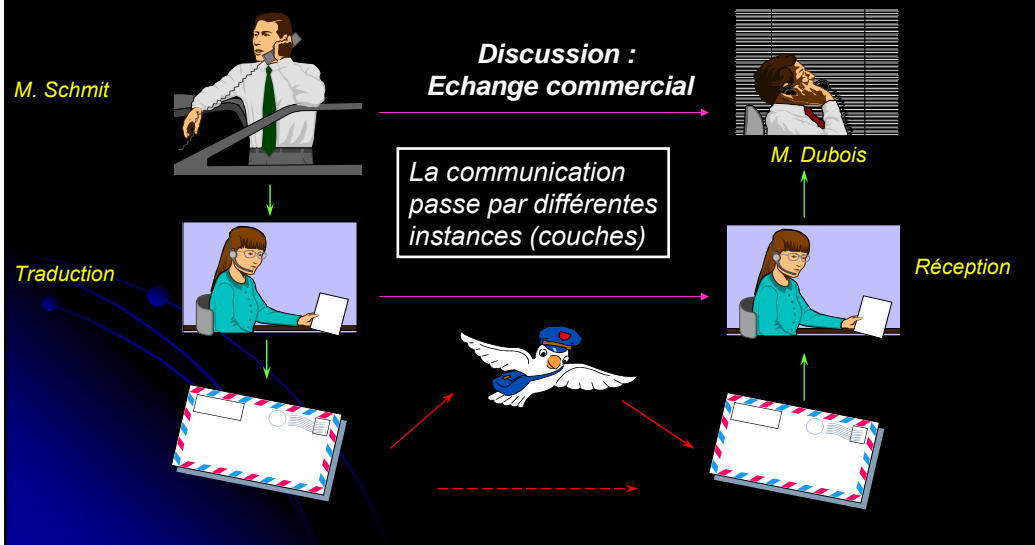 Discussion :
Echange commercial
M. Schmit
M. Dubois
La communication
passe par différentes
instances (couches)
Traduction
Réception